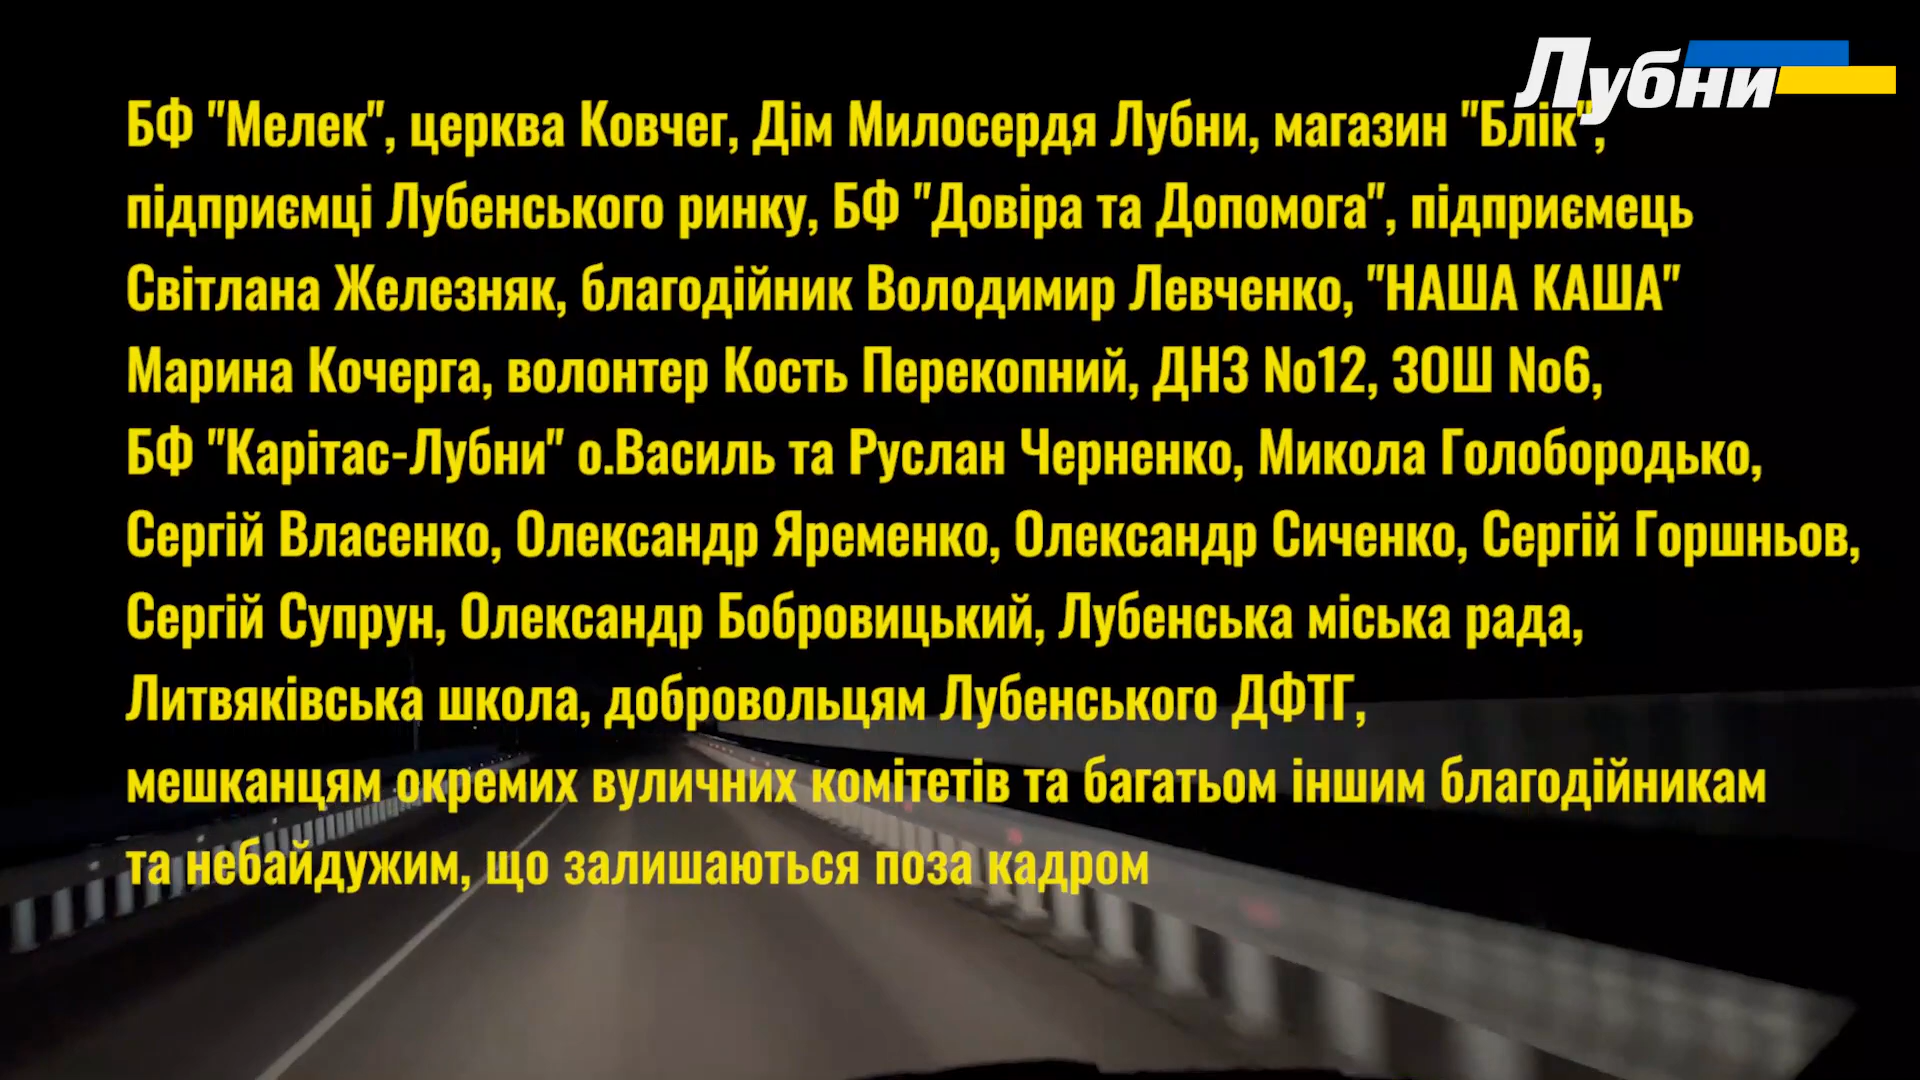 Лубни
БФ "Мелек", церква Ковчег, Дім Милосердя Лубни, магазин "Блік",
підприємці Лубенського ринку, БФ "Довіра та Допомога", підприємець
Світлана Железняк, благодійник Володимир Левченко, "НАША КАША"
Марина Кочерга, волонтер Кость Перекопний, ДНЗ No12, ЗОШ No6,
БФ "Карітас-Лубни" о.Василь та Руслан Черненко, Микола Голобородько,
Сергій Власенко, Олександр Яременко, Олександр Сиченко, Сергій Горшньов,
Сергій Супрун, Олександр Бобровицький, Лубенська міська рада,
Литвяківська школа, добровольцям Лубенського ДФТГ,
мешканцям окремих вуличних комітетів та багатьом іншим благодійникам
та небайдужим, що залишаються поза кадром